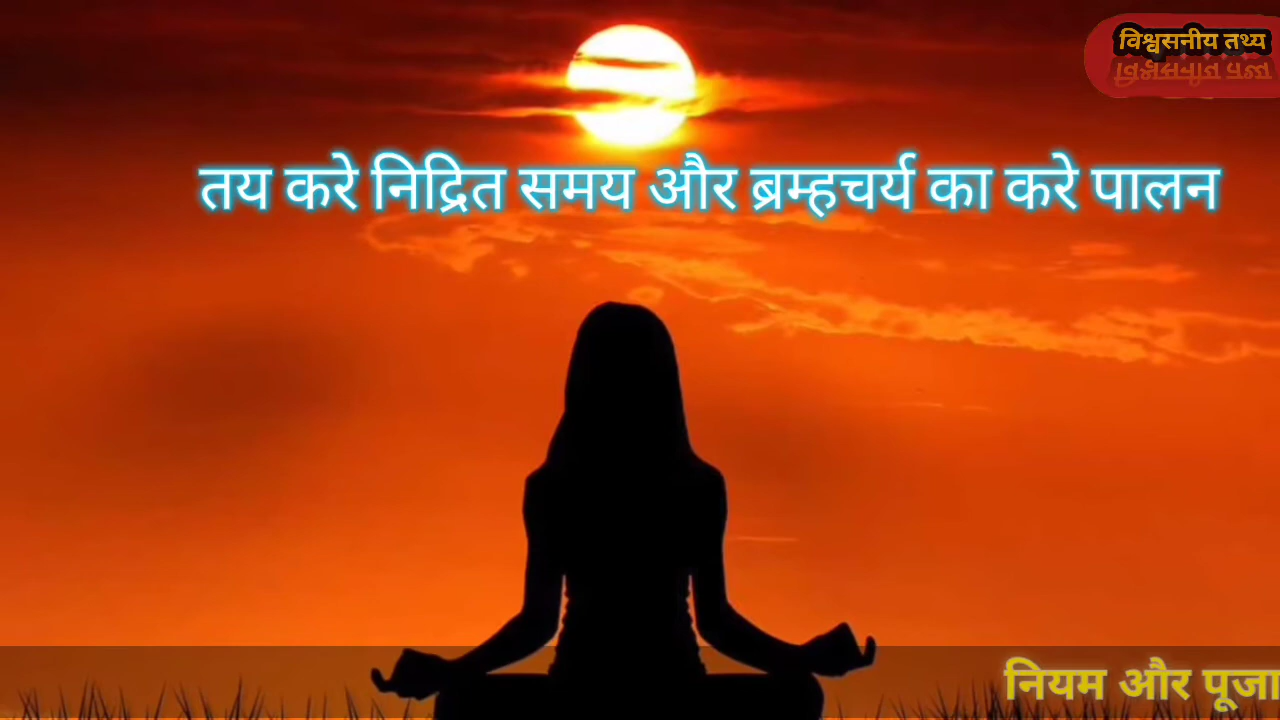 विश्वसनीय तथ्य
तय करे निद्रित समय और ब्रम्हचर्य का करे पालन
नियम और पूजा